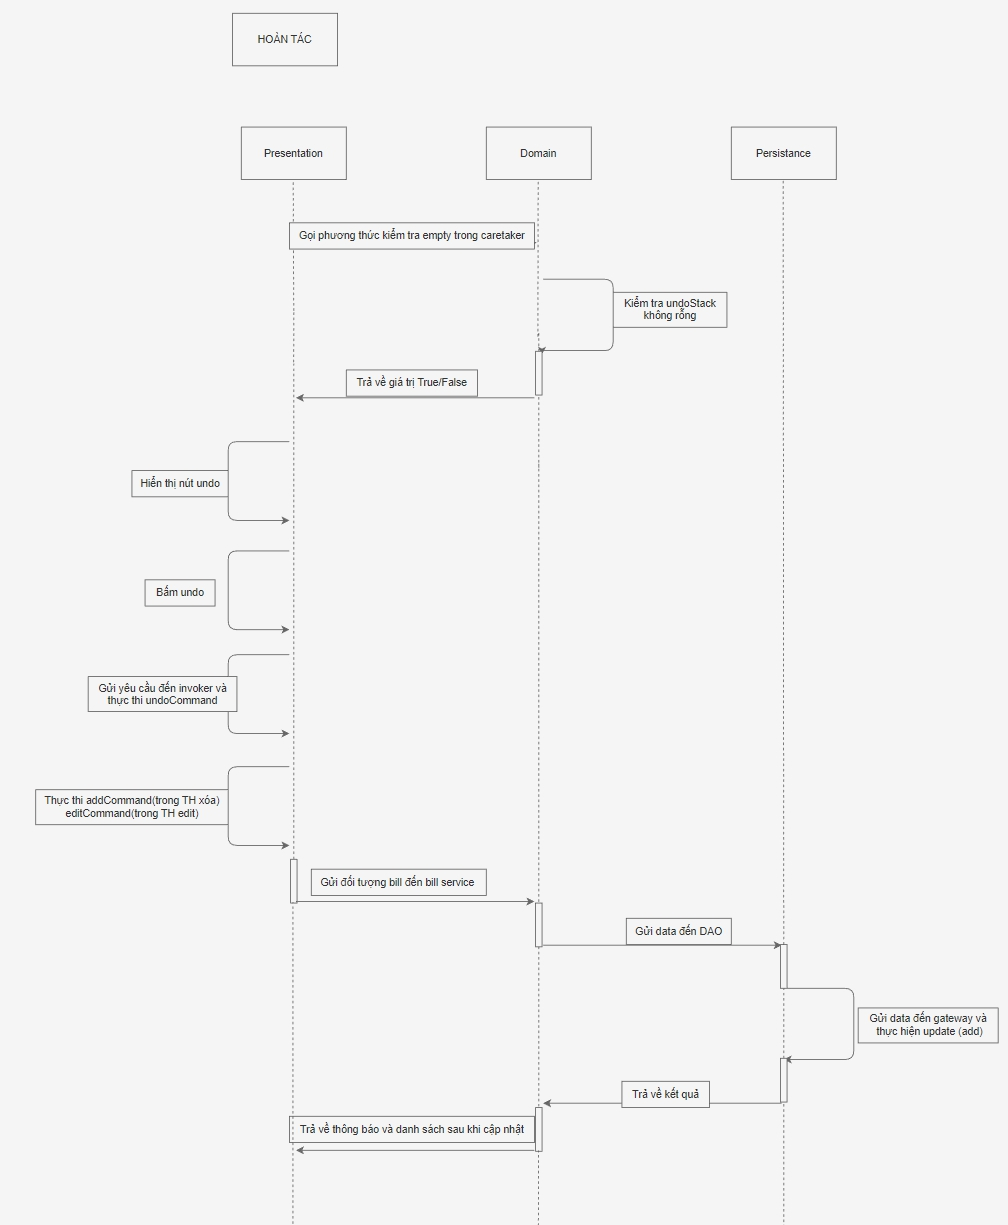 HOÀN TÁC
Presentation
Domain
Persistance
Gọi phương thức kiểm tra empty trong caretaker
Kiểm tra undoStack
không rỗng
Trả về giá trị True/False
Hiển thị nút undo
Bấm undo
Gửi yêu cầu đến invoker và
thực thi undoCommand
Thực thi addCommand(trong TH xóa)
editCommand(trong TH edit)
Gửi đối tượng bill đến bill service
Gửi data đến DAO
Gửi data đến gateway và
thực hiện update (add)
Trả về kết quả
Trả về thông báo và danh sách sau khi cập nhật